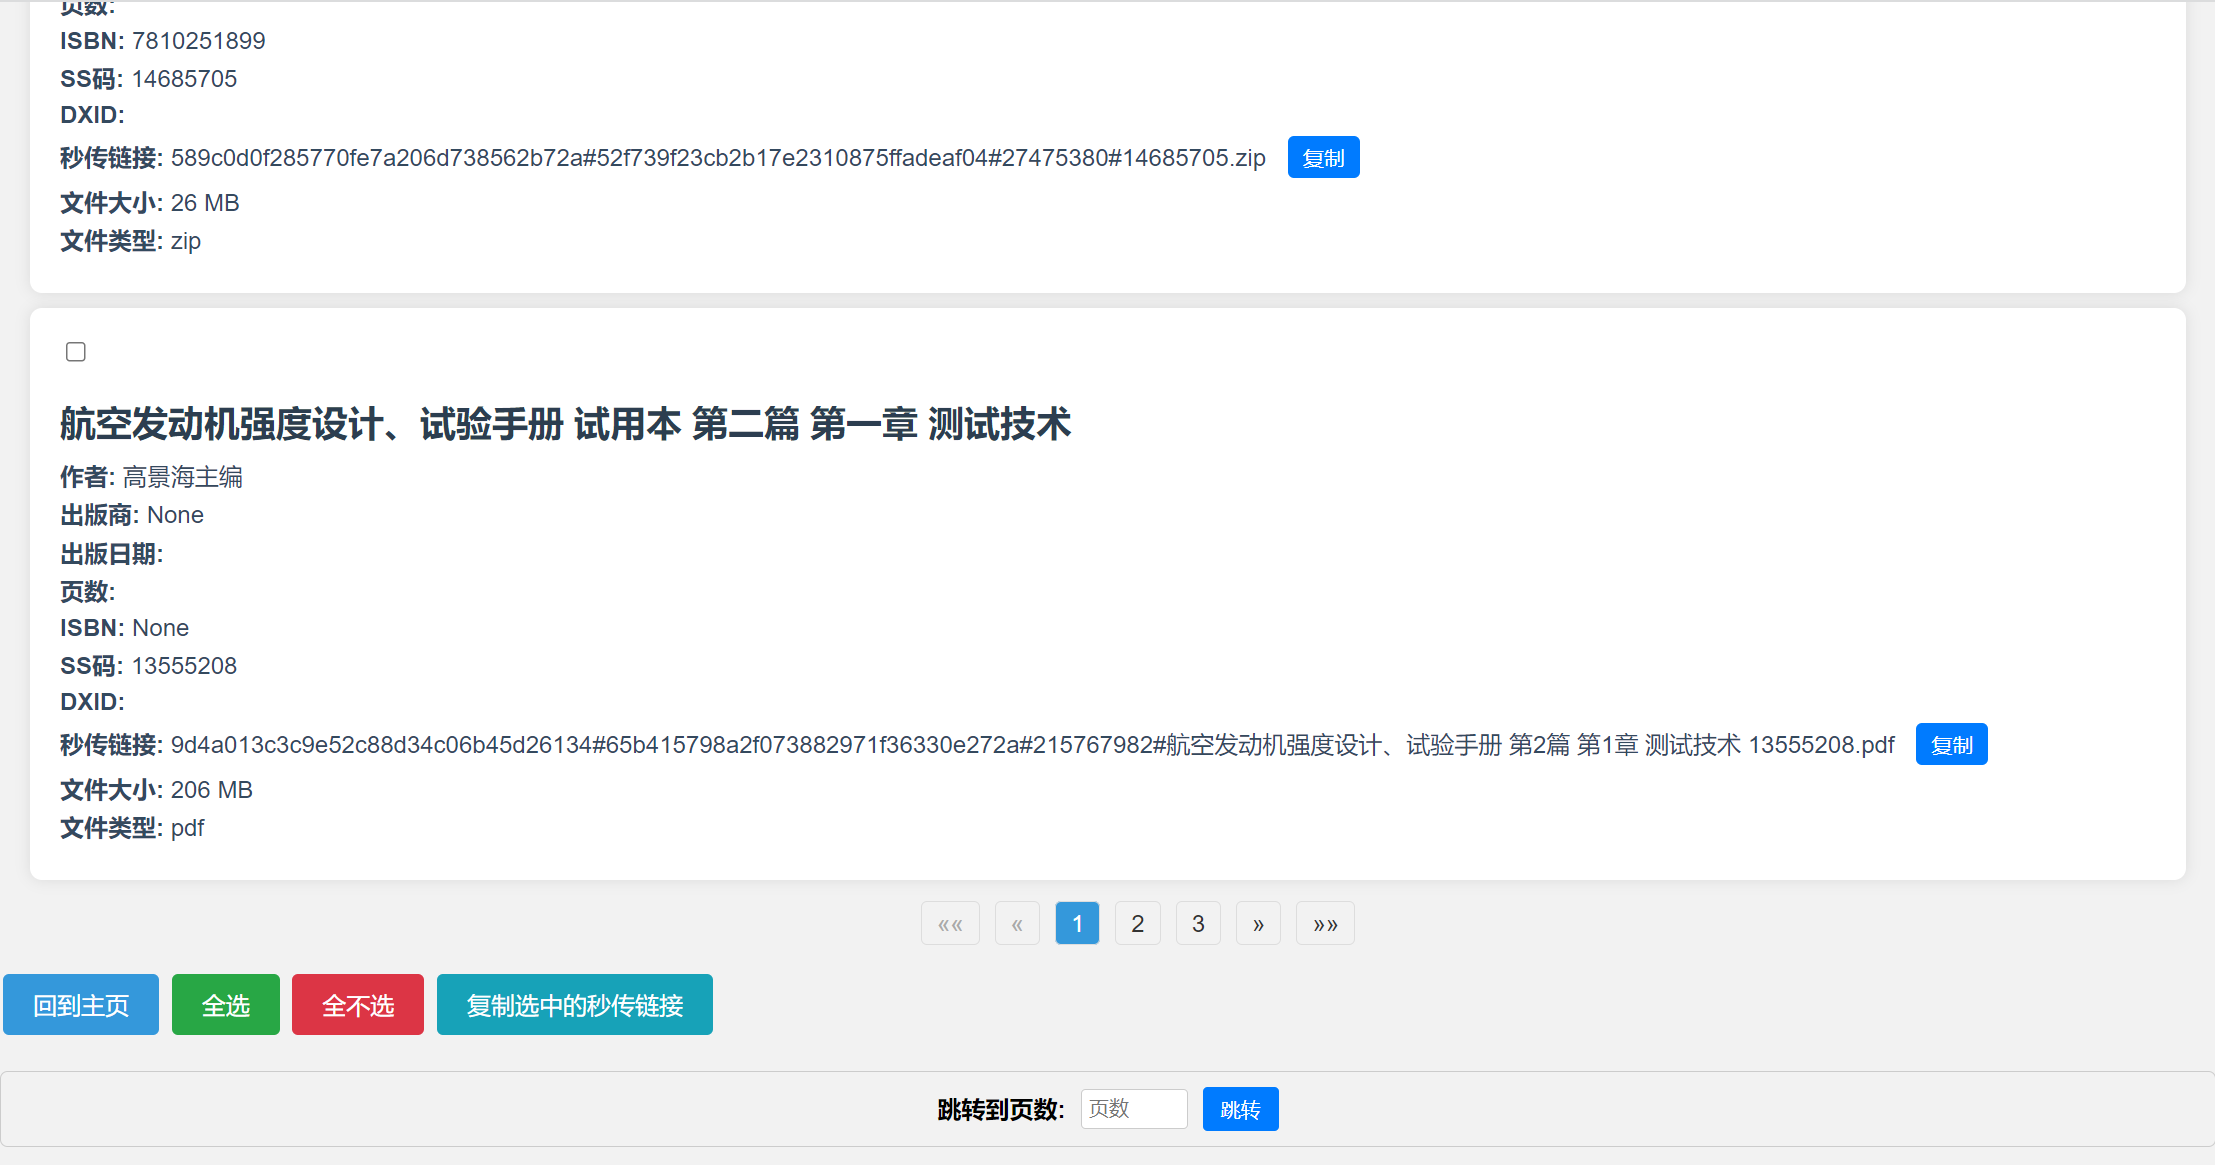 页数:
ISBN: 7810251899
SS码: 14685705
DXID:
秒传链接: 589c0d0f285770fe7a206d738562b72a#52f739f23cb2b17e2310875ffadeaf04#27475380#14685705.zip 复制
文件大小: 26 MB
文件类型: zip
航空发动机强度设计、试验手册 试用本 第二篇 第一章 测试技术
作者: 高景海主编
出版商: None
出版日期:
页数:
ISBN: None
SS码: 13555208
DXID:
秒传链接: 9d4a013c3c9e52c88d34c06b45d26134#65b415798a2f073882971f36330e272a#215767982#航空发动机强度设计、试验手册 第2篇 第1章 测试技术 13555208.pdf 复制
文件大小: 206 MB
文件类型: pdf
«« « 1 2 3 » »»
回到主页 全选 全不选 复制选中的秒传链接
跳转到页数: 页数 跳转